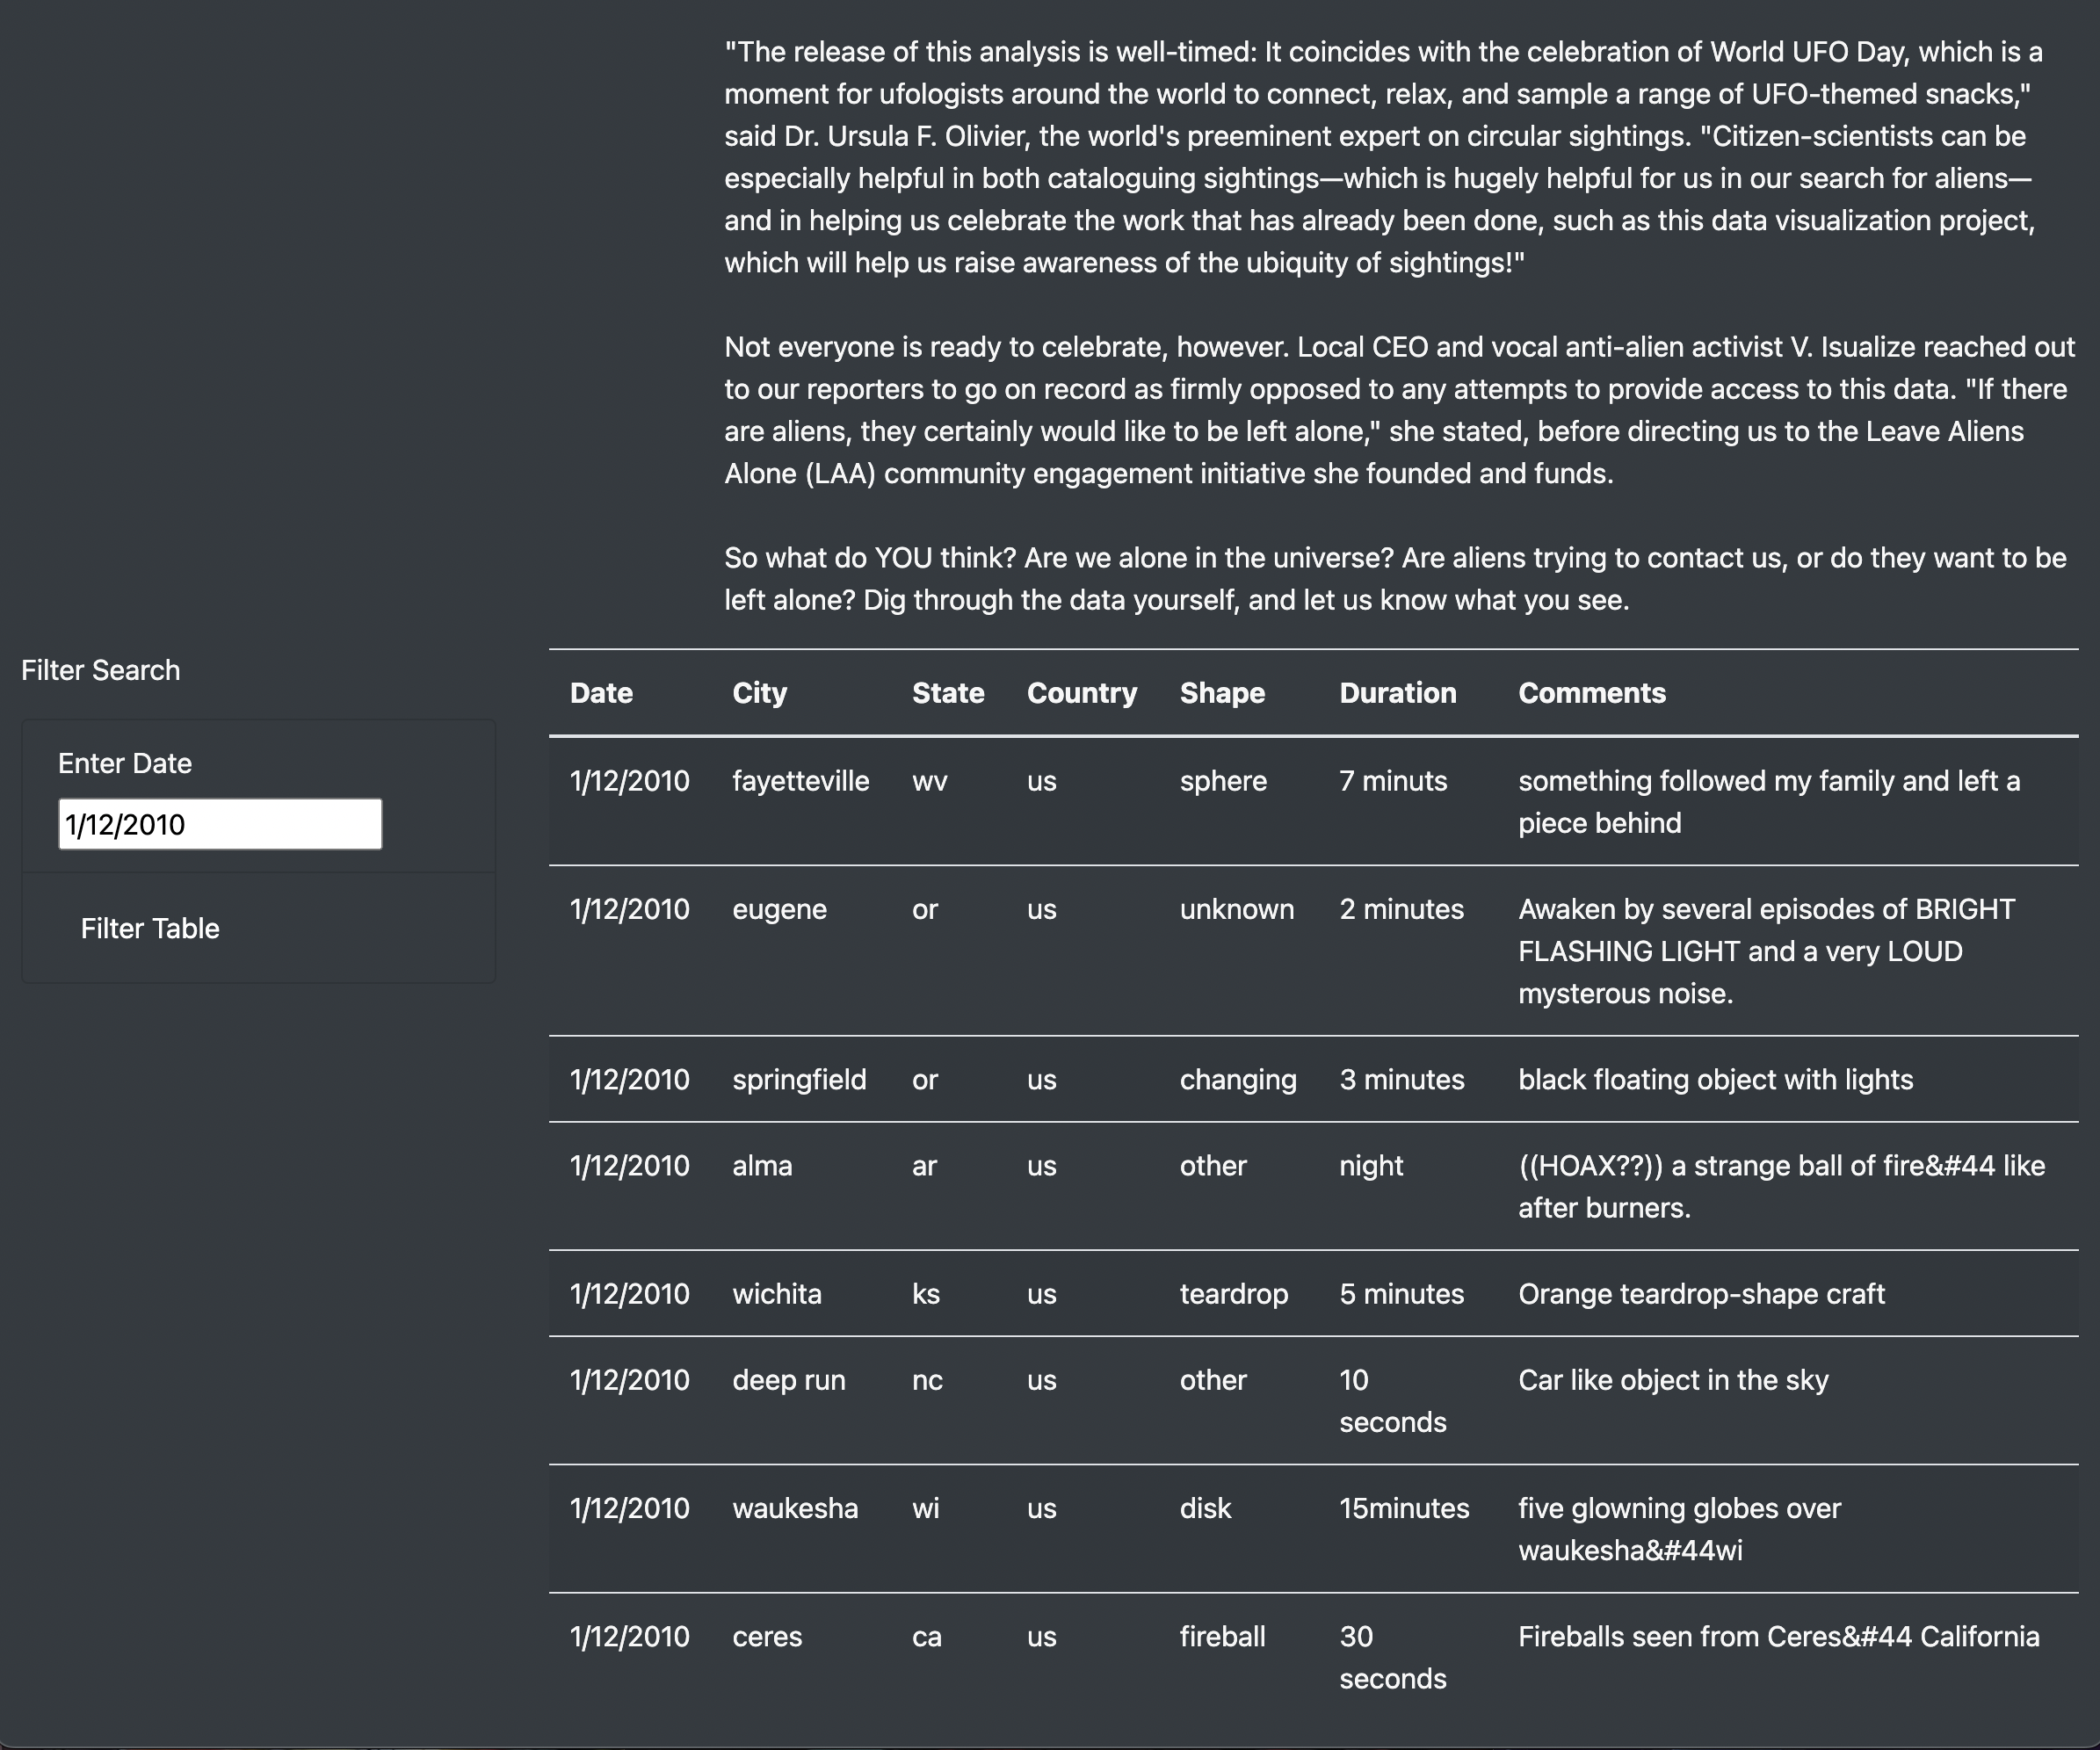 "The release of this analysis is well-timed: It coincides with the celebration of World UFO Day, which is a
moment for ufologists around the world to connect, relax, and sample a range of UFO-themed snacks,"
said Dr. Ursula F. Olivier, the world's preeminent expert on circular sightings. "Citizen-scientists can be
especially helpful in both cataloguing sightings—which is hugely helpful for us in our search for aliens—
and in helping us celebrate the work that has already been done, such as this data visualization project,
which will help us raise awareness of the ubiquity of sightings!"
Not everyone is ready to celebrate, however. Local CEO and vocal anti-alien activist V. Isualize reached out
to our reporters to go on record as firmly opposed to any attempts to provide access to this data. "If there
are aliens, they certainly would like to be left alone," she stated, before directing us to the Leave Aliens
Alone (LAA) community engagement initiative she founded and funds.
So what do YOU think? Are we alone in the universe? Are aliens trying to contact us, or do they want to be
left alone? Dig through the data yourself, and let us know what you see.
Filter Search
Enter Date
1/12/2010
Filter Table
Date City State Country Shape Duration Comments
1/12/2010 fayetteville wv us sphere 7 minuts something followed my family and left a
piece behind
1/12/2010 eugene or us unknown 2 minutes Awaken by several episodes of BRIGHT
FLASHING LIGHT and a very LOUD
mysterous noise.
1/12/2010 springfield or us changing 3 minutes black floating object with lights
1/12/2010 alma ar us other night ((HOAX??)) a strange ball of fire&#44 like
after burners.
1/12/2010 wichita ks us teardrop 5 minutes Orange teardrop-shape craft
1/12/2010 deep run nc us other 10 Car like object in the sky
seconds
1/12/2010 waukesha wi us disk 15minutes five glowning globes over
waukesha&#44wi
1/12/2010 ceres ca us fireball 30 Fireballs seen from Ceres&#44 California
seconds